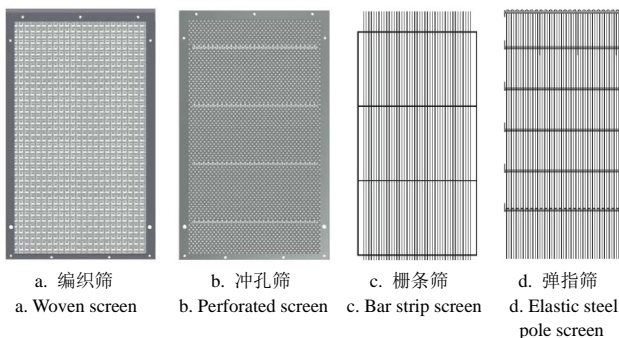 a. 编织筛
b. 冲孔筛
c. 栅条筛
d. 弹指筛
a. Woven screen
b. Perforated screen
c. Bar strip screen
d. Elastic steel
pole screen